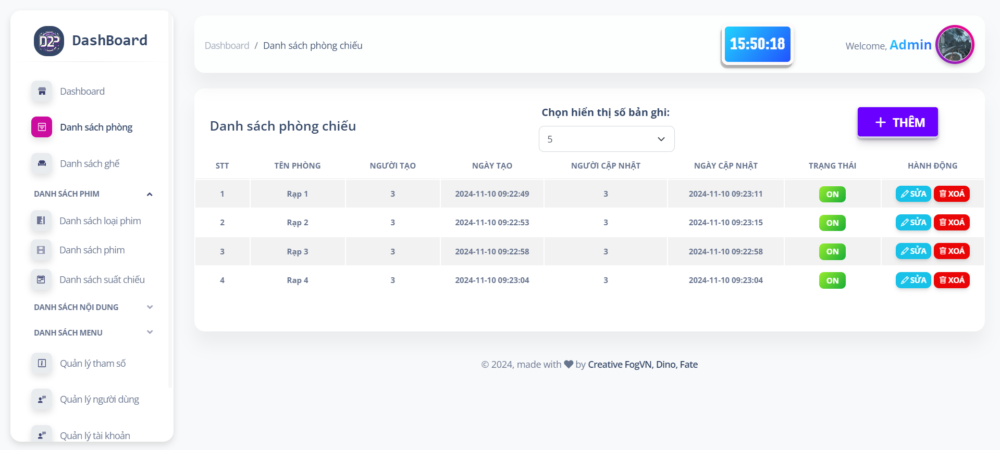 D2P DashBoard
Dashboard
Danh sách phòng
Danh sách ghế
DANH SÁCH PHIM
Danh sách loại phim
Danh sách phim
Danh sách suất chiếu
DANH SÁCH NỘI DUNG
DANH SÁCH MENU
Quản lý tham số
Quản lý người dùng
Quản lý tài khoản
Dashboard / Danh sách phòng chiếu
15:50:18
Welcome, Admin
Danh sách phòng chiếu
Chọn hiển thị số bản ghi:
5
+ THÊM
STT TÊN PHÒNG NGƯỜI TẠO NGÀY TẠO NGƯỜI CẬP NHẬT NGÀY CẬP NHẬT TRẠNG THÁI HÀNH ĐỘNG
1 Rạp 1 3 2024-11-10 09:22:49 3 2024-11-10 09:23:11 ON SỬA XOÁ
2 Rạp 2 3 2024-11-10 09:22:53 3 2024-11-10 09:23:15 ON SỬA XOÁ
3 Rạp 3 3 2024-11-10 09:22:58 3 2024-11-10 09:22:58 ON SỬA XOÁ
4 Rap 4 3 2024-11-10 09:23:04 3 2024-11-10 09:23:04 ON SỬA XOÁ
© 2024, made with ♥ by Creative FogVN, Dino, Fate